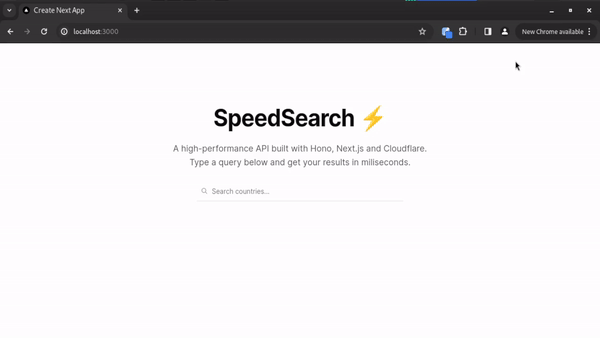 Create Next App
localhost:3000
New Chrome available
SpeedSearch ⚡
A high-performance API built with Hono, Next.js and Cloudflare.
Type a query below and get your results in miliseconds.
Search countries...